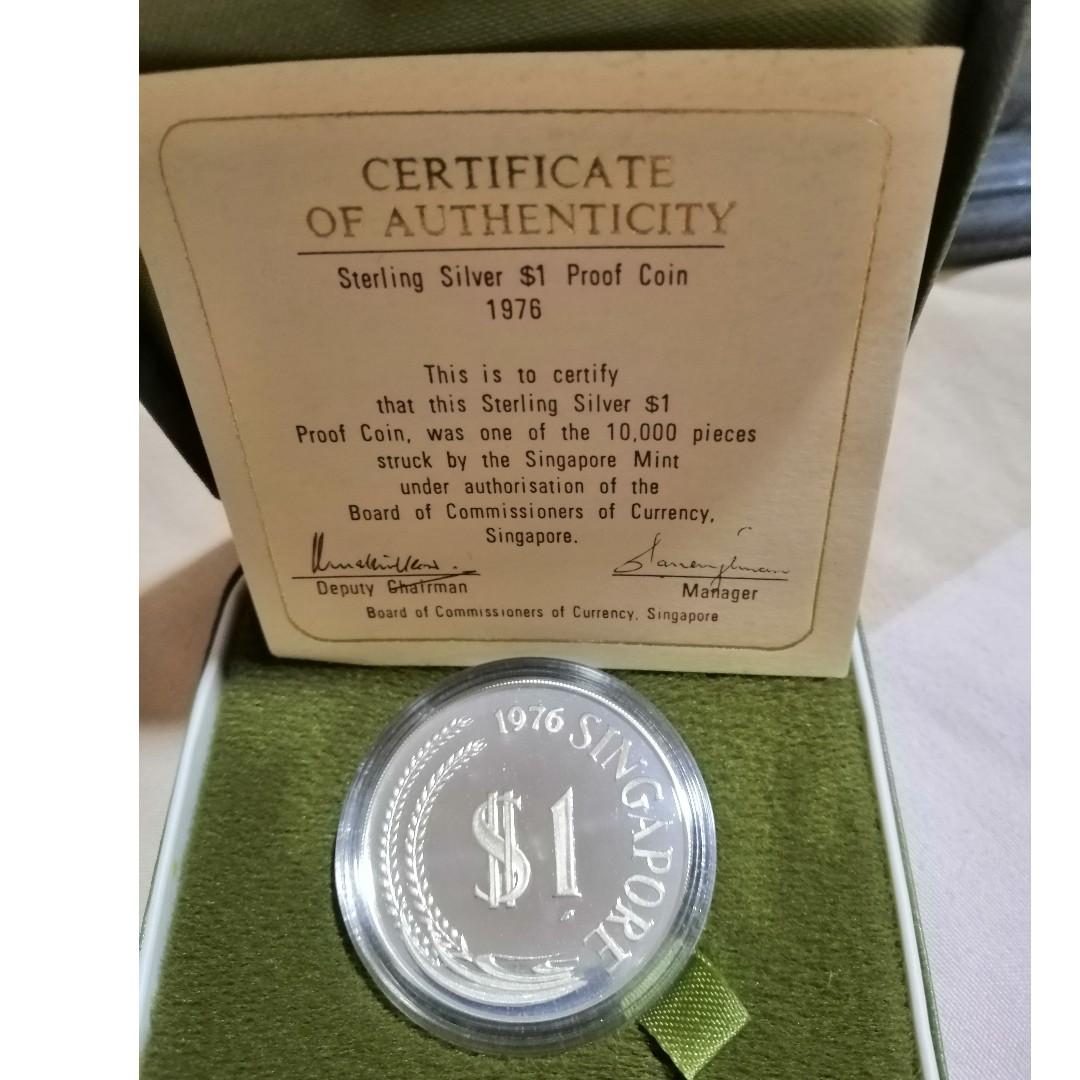 CERTIFICATE
OF AUTHENTICITY
Sterling Silver $1 Proof Coin
1976
This is to certify
that this Sterling Silver $1
Proof Coin, was one of the 10,000 pieces
struck by the Singapore Mint
under authorisation of the
Board of Commissioners of Currency,
Singapore.
Deputy Chairman
Manager
Board of Commissioners of Currency, Singapore
1976 SINGAPORE
$1